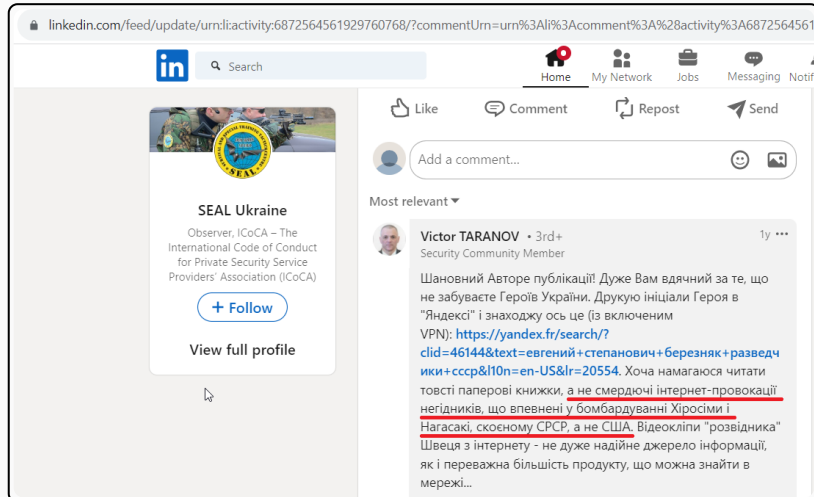 linkedin.com/feed/update/urn:li:activity:6872564561929760768/?commentUrn=urn%3Ali%3Acomment%3A%28activity%3A6872564561
in
Search
Home
My Network
Jobs
Messaging
Like
Comment
Repost
Send
Add a comment...
Most relevant
SEAL
SEAL Ukraine
Observer, ICoCA – The
International Code of Conduct
for Private Security Service
Providers' Association (ICoCA)
+ Follow
View full profile
Victor TARANOV • 3rd+
1y •••
Security Community Member
Шановний Авторе публікації! Дуже Вам вдячний за те, що
не забуваєте Героїв України. Друкую ініціали Героя в
"Яндексі" і знаходжу ось це (із включеним
VPN): https://yandex.fr/search/?
clid=46144&text=евгений+степанович+березняк+разведч
ики+ссср&l10n=en-US&lr=20554. Хоча намагаюся читати
товсті паперові книжки, а не смердючі інтернет-провокації
негідників, що впевнені у бомбардуванні Хіросіми і
Нагасакі, скоєному СРСР, а не США. Відеокліпи "розвідника"
Швеця з інтернету - не дуже надійне джерело інформації,
як і переважна більшість продукту, що можна знайти в
мережі...